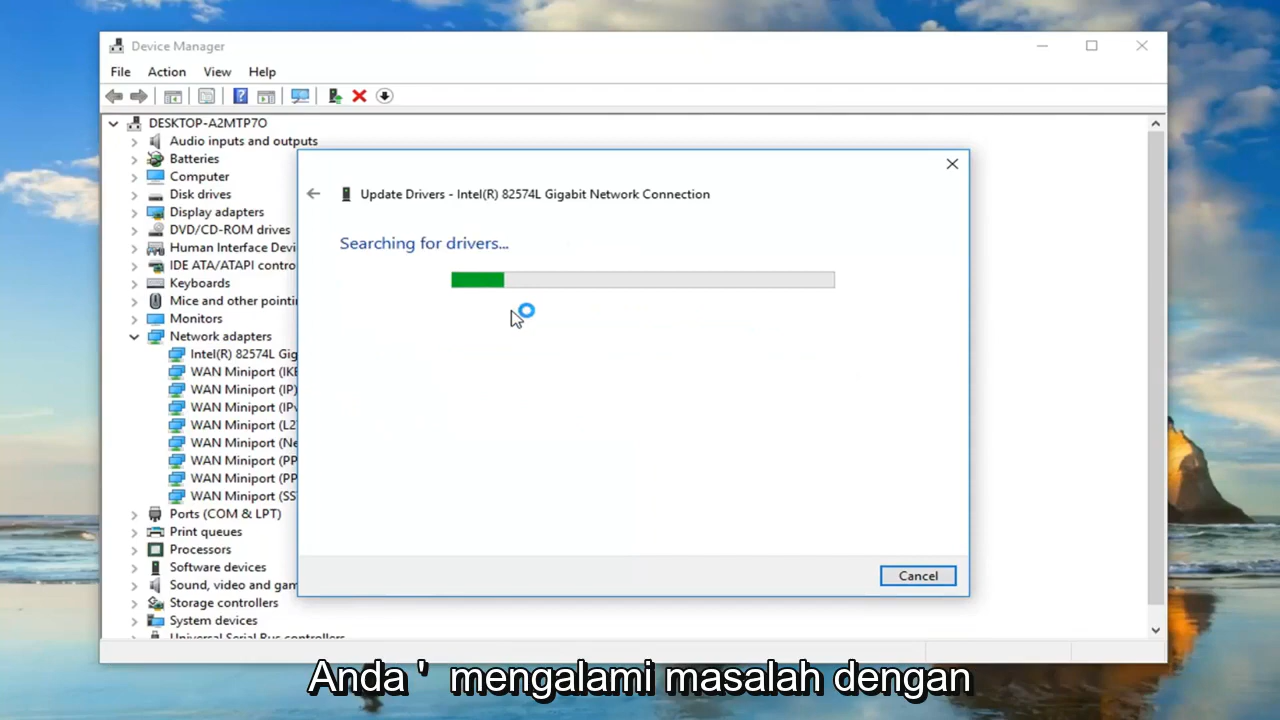 Device Manager
File Action View Help
DESKTOP-A2MTP7O
Audio inputs and outputs
Batteries
Computer
Disk drives
Display adapters
DVD/CD-ROM drives
Human Interface Devi
IDE ATA/ATAPI contro
Keyboards
Mice and other pointin
Monitors
Network adapters
Intel(R) 82574L Gig
WAN Miniport (IKE
WAN Miniport (IP)
WAN Miniport (IPv
WAN Miniport (L2
WAN Miniport (Ne
WAN Miniport (PP
WAN Miniport (PP
WAN Miniport (SS
Ports (COM & LPT)
Print queues
Processors
Software devices
Sound, video and gam
Storage controllers
System devices
Universal Serial Bus controllers
Update Drivers - Intel(R) 82574L Gigabit Network Connection
Searching for drivers...
Cancel
Anda ' mengalami masalah dengan